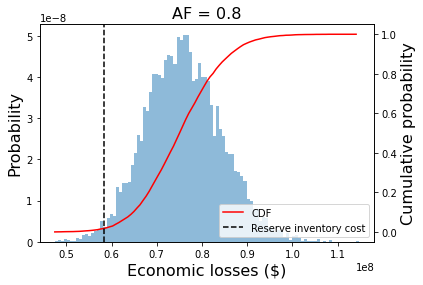 AF = 0.8
1e−8
5
4
3
2
1
0
Probability
1.0
0.8
0.6
0.4
0.2
0.0
Cumulative probability
CDF
Reserve inventory cost
0.5 0.6 0.7 0.8 0.9 1.0 1.1
1e8
Economic losses ($)